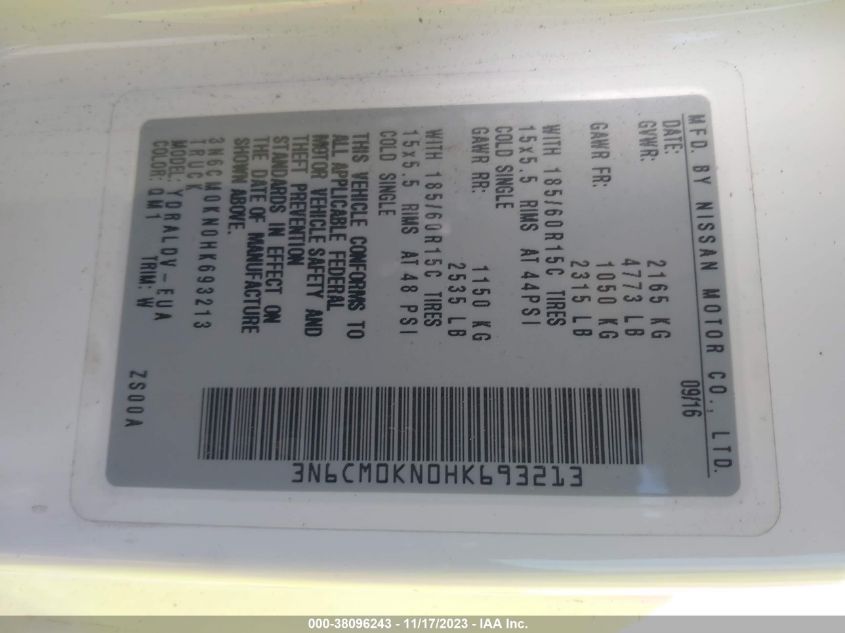 MFD. BY NISSAN MOTOR CO., LTD.
DATE: 09/16
GVWR: 2165 KG
4773 LB
GAWR FR: 1050 KG
2315 LB
WITH 185/60R15C TIRES
15x5.5 RIMS AT 44PSI
COLD SINGLE
GAWR RR: 1150 KG
2535 LB
WITH 185/60R15C TIRES
15x5.5 RIMS AT 48 PSI
COLD SINGLE
THIS VEHICLE CONFORMS TO
ALL APPLICABLE FEDERAL
MOTOR VEHICLE SAFETY AND
THEFT PREVENTION
STANDARDS IN EFFECT ON
THE DATE OF MANUFACTURE
SHOWN ABOVE.
3N6CM0KN0HK693213
TRUCK
MODEL YDRALDV-EUA
COLOR: QM1 TRIM: W
ZS00A
3N6CM0KN0HK693213
000-38096243 - 11/17/2023 - IAA Inc.